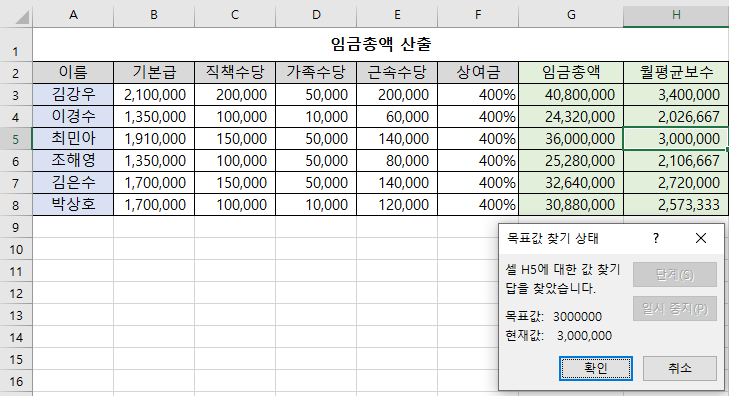 A B C D E F G H
1 임금총액 산출
2 이름 기본급 직책수당 가족수당 근속수당 상여금 임금총액 월평균보수
3 김강우 2,100,000 200,000 50,000 200,000 400% 40,800,000 3,400,000
4 이경수 1,350,000 100,000 10,000 60,000 400% 24,320,000 2,026,667
5 최민아 1,910,000 150,000 50,000 140,000 400% 36,000,000 3,000,000
6 조해영 1,350,000 100,000 50,000 80,000 400% 25,280,000 2,106,667
7 김은수 1,700,000 150,000 50,000 140,000 400% 32,640,000 2,720,000
8 박상호 1,700,000 100,000 10,000 120,000 400% 30,880,000 2,573,333
9
10
11
12
13
14
15
16
목표값 찾기 상태 ? ×
셀 H5에 대한 값 찾기 단계(S)
답을 찾았습니다.
일시 중지(P)
목표값: 3000000
현재값: 3,000,000
확인 취소